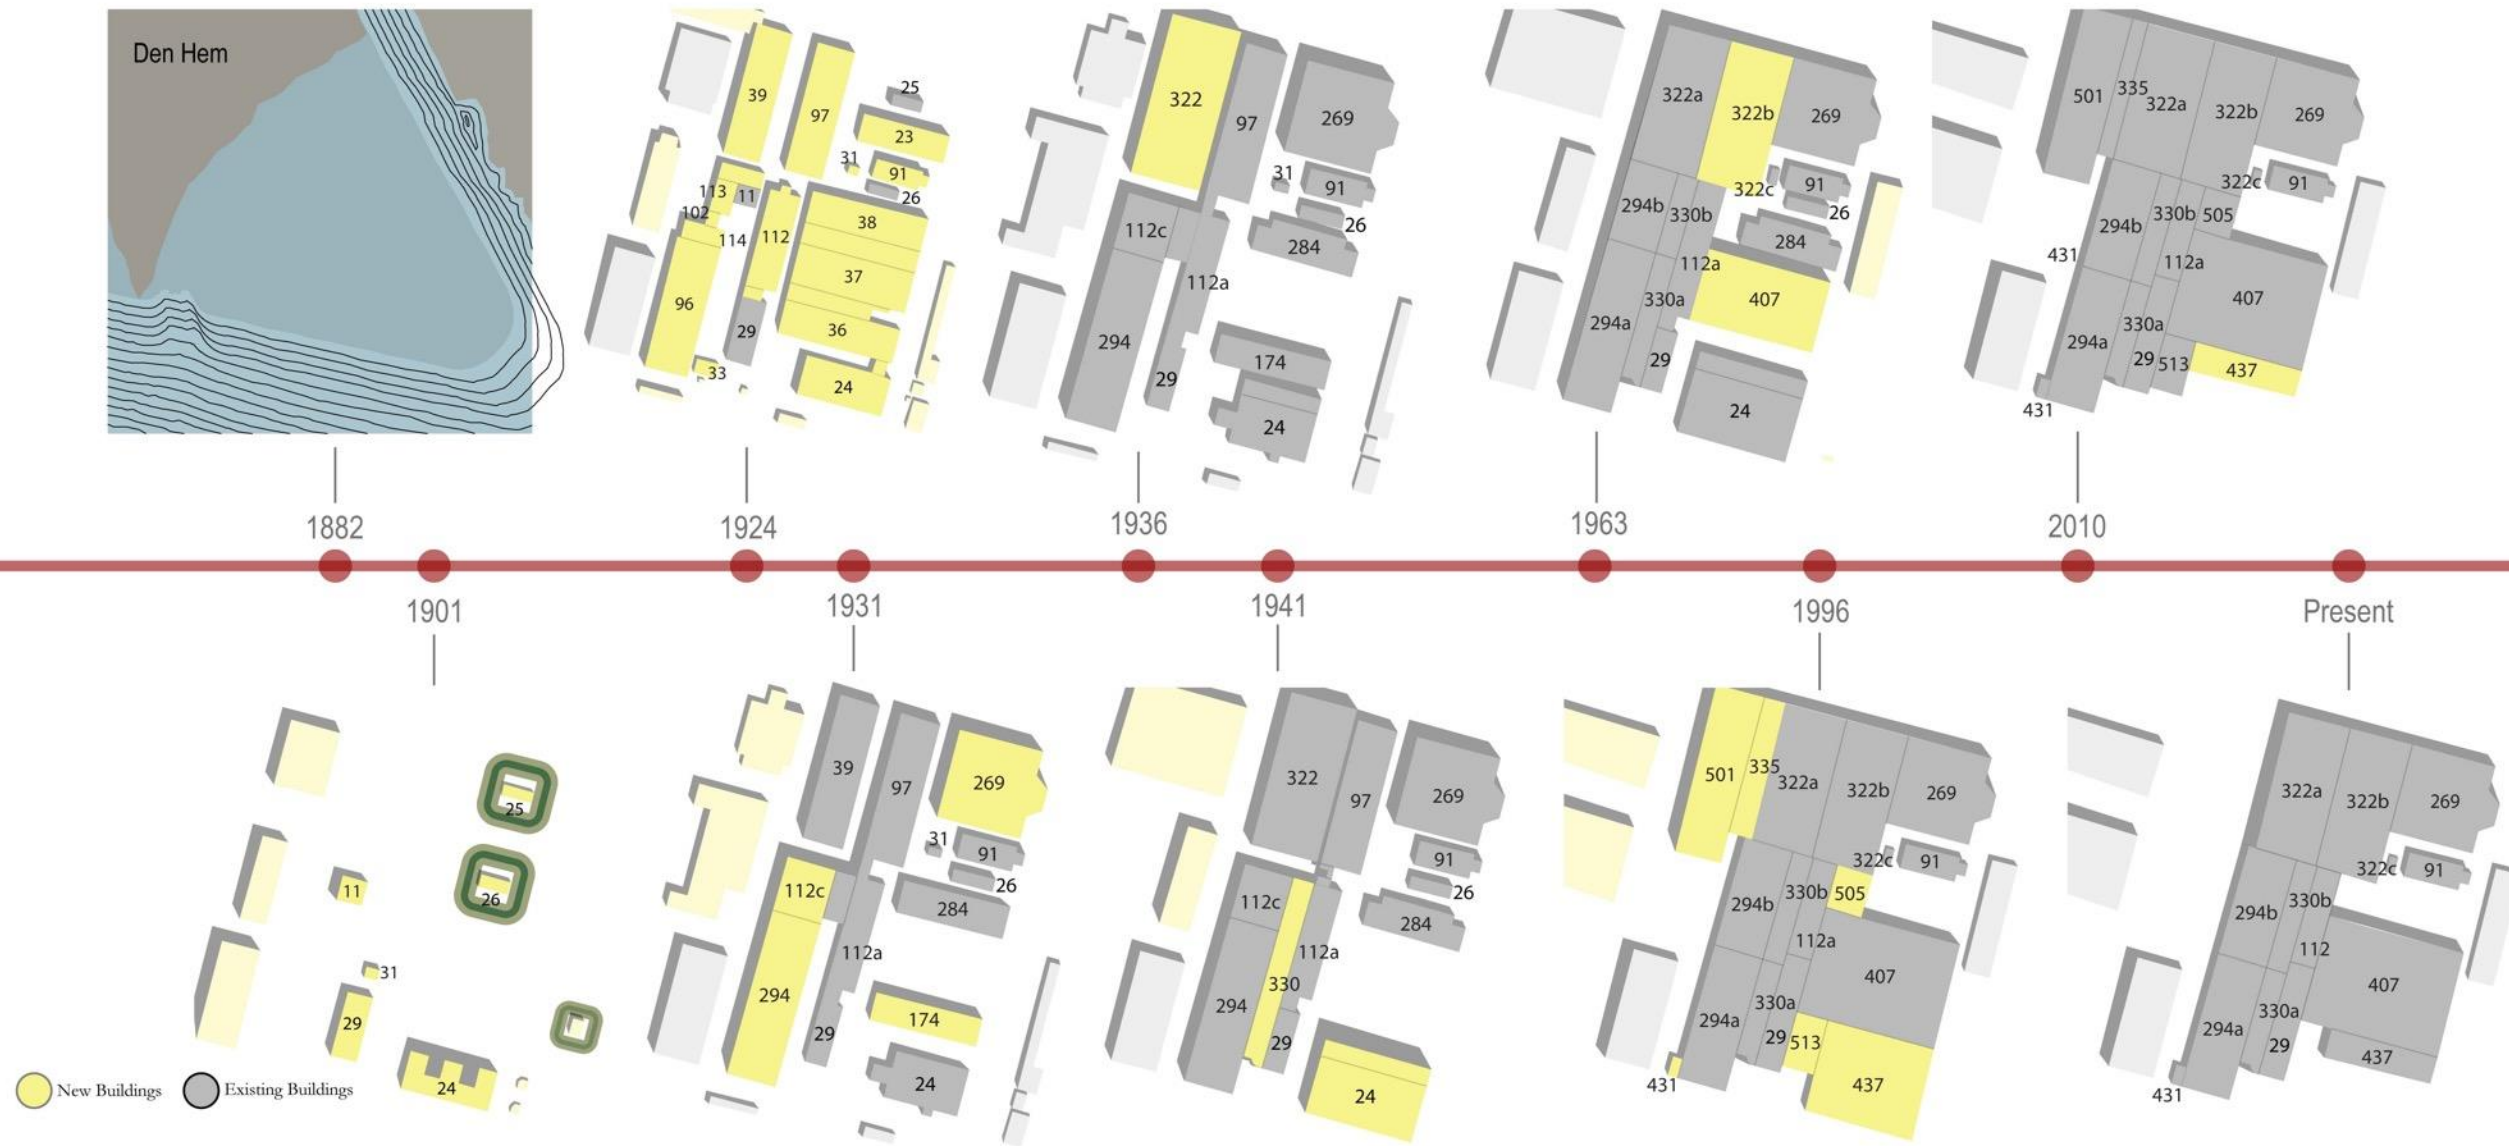 Den Hem
39
97
25
23
31
91
113
11
26
102
38
114
112
37
96
36
29
33
24
322
97
269
31
91
112c
26
284
112a
294
174
29
24
322a
322b
269
322c
91
294b
330b
26
284
112a
330a
407
294a
29
24
501
335
322a
322b
269
322c
91
294b
330b
505
431
112a
407
330a
294a
29
513
437
431
1882
1924
1936
1963
2010
1901
1931
1941
1996
Present
25
11
26
31
29
24
39
97
269
31
91
112c
26
284
112a
294
174
29
24
322
97
269
91
112c
26
284
112a
294
330
29
24
501
335
322a
322b
269
322c
91
294b
330b
505
112a
407
330a
294a
29
513
431
437
322a
322b
269
322c
91
294b
330b
112
407
330a
294a
29
437
431
New Buildings
Existing Buildings